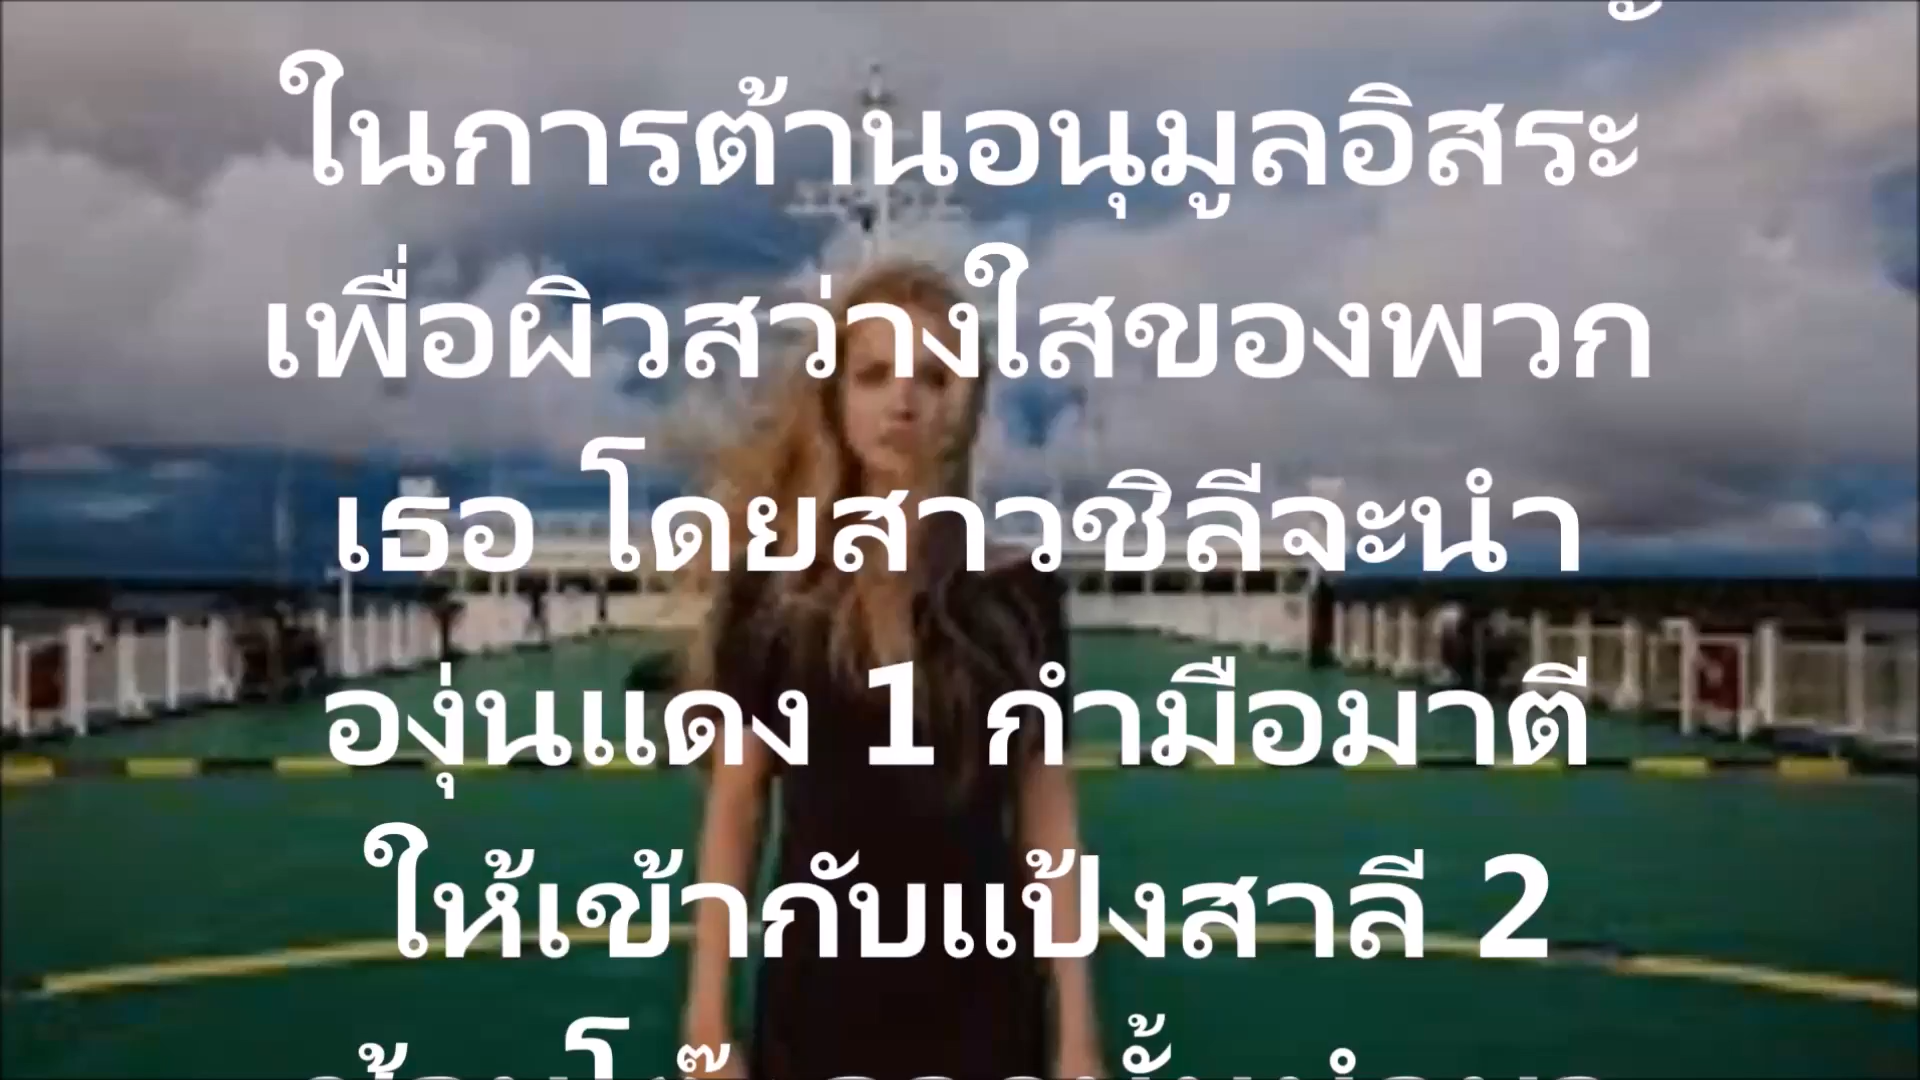 ในการต้านอนุมูลอิสระ
เพื่อผิวสว่างใสของพวก
เธอ โดยสาวชิลีจะนำ
องุ่นแดง 1 กำมือมาตี
ให้เข้ากับแป้งสาลี 2